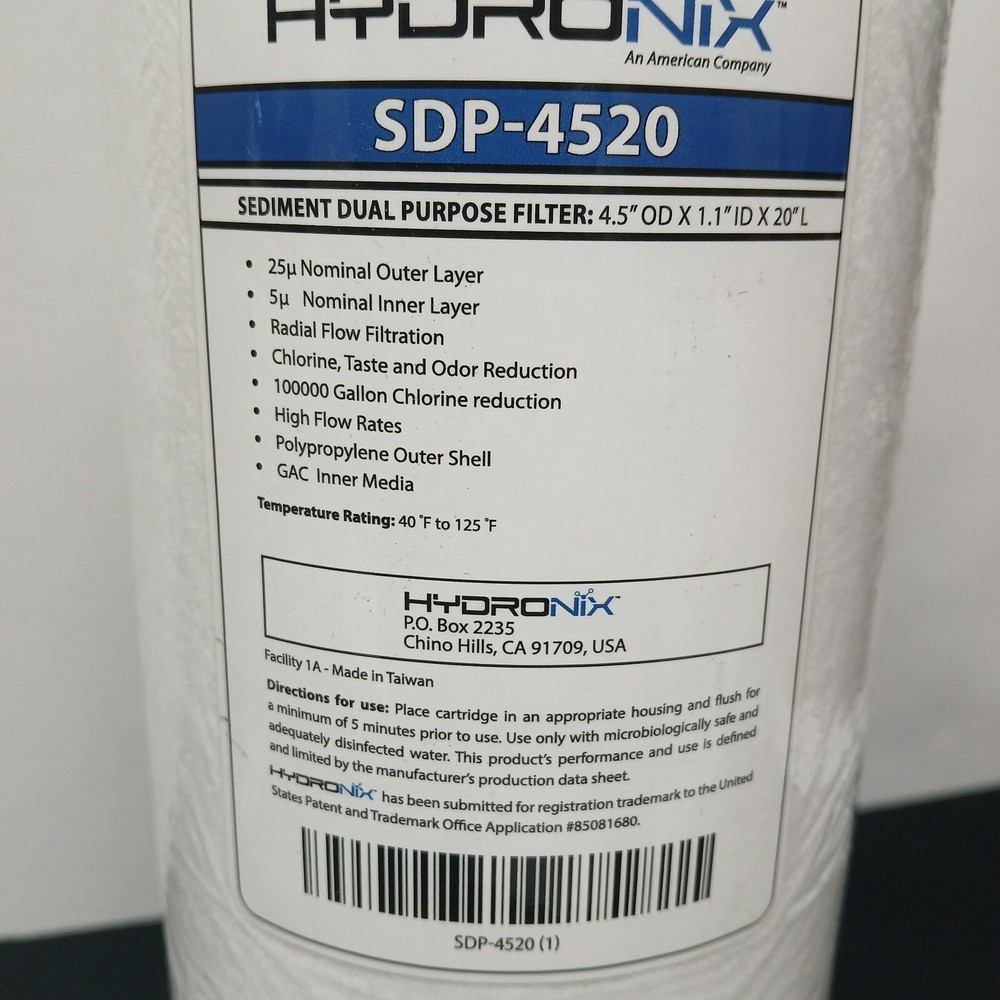 HYDRONIX™
An American Company
SDP-4520
SEDIMENT DUAL PURPOSE FILTER: 4.5" OD X 1.1" ID X 20" L
• 25µ Nominal Outer Layer
• 5µ Nominal Inner Layer
• Radial Flow Filtration
• Chlorine, Taste and Odor Reduction
• 100000 Gallon Chlorine reduction
• High Flow Rates
• Polypropylene Outer Shell
• GAC Inner Media
Temperature Rating: 40 ˚F to 125 ˚F
HYDRONIX™
P.O. Box 2235
Chino Hills, CA 91709, USA
Facility 1A - Made in Taiwan
Directions for use: Place cartridge in an appropriate housing and flush for
a minimum of 5 minutes prior to use. Use only with microbiologically safe and
adequately disinfected water. This product's performance and use is defined
and limited by the manufacturer's production data sheet.
HYDRONIX™ has been submitted for registration trademark to the United
States Patent and Trademark Office Application #85081680.
SDP-4520 (1)